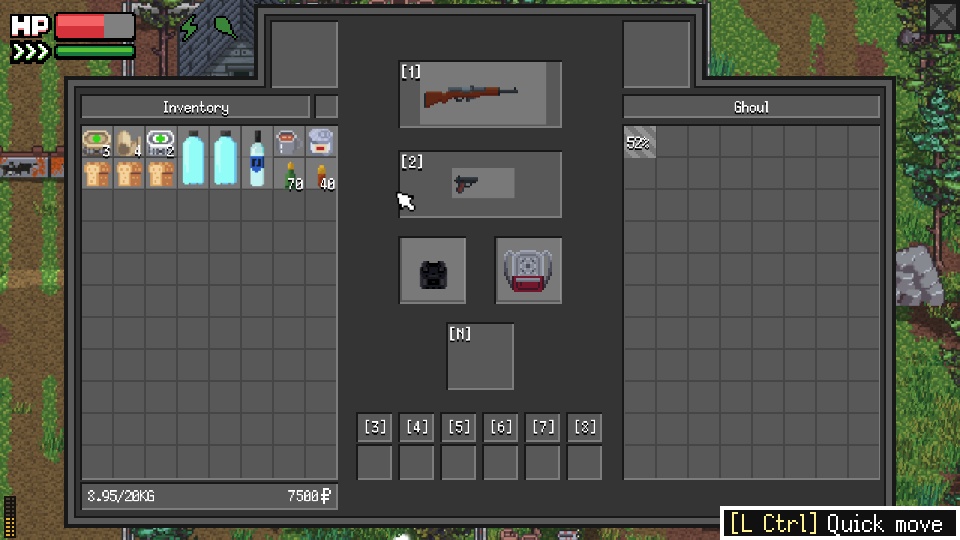 HP
[1]
Inventory
Ghoul
3
4
2
52%
[2]
70
40
[N]
[3] [4] [5] [6] [7] [8]
8.95/20KG
7500₽
[L Ctrl] Quick move